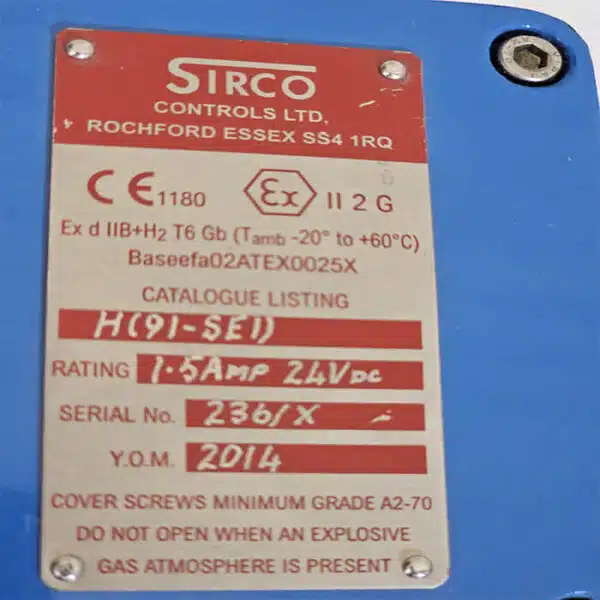 SIRCO
CONTROLS LTD,
ROCHFORD ESSEX SS4 1RQ
CE 1180 Ex II 2 G
Ex d IIB+H2 T6 Gb (Tamb -20° to +60°C)
Baseefa02ATEX0025X
CATALOGUE LISTING
H(91-SE1)
RATING 1.5AMP 24VDC
SERIAL No. 236/X
Y.O.M. 2014
COVER SCREWS MINIMUM GRADE A2-70
DO NOT OPEN WHEN AN EXPLOSIVE
GAS ATMOSPHERE IS PRESENT